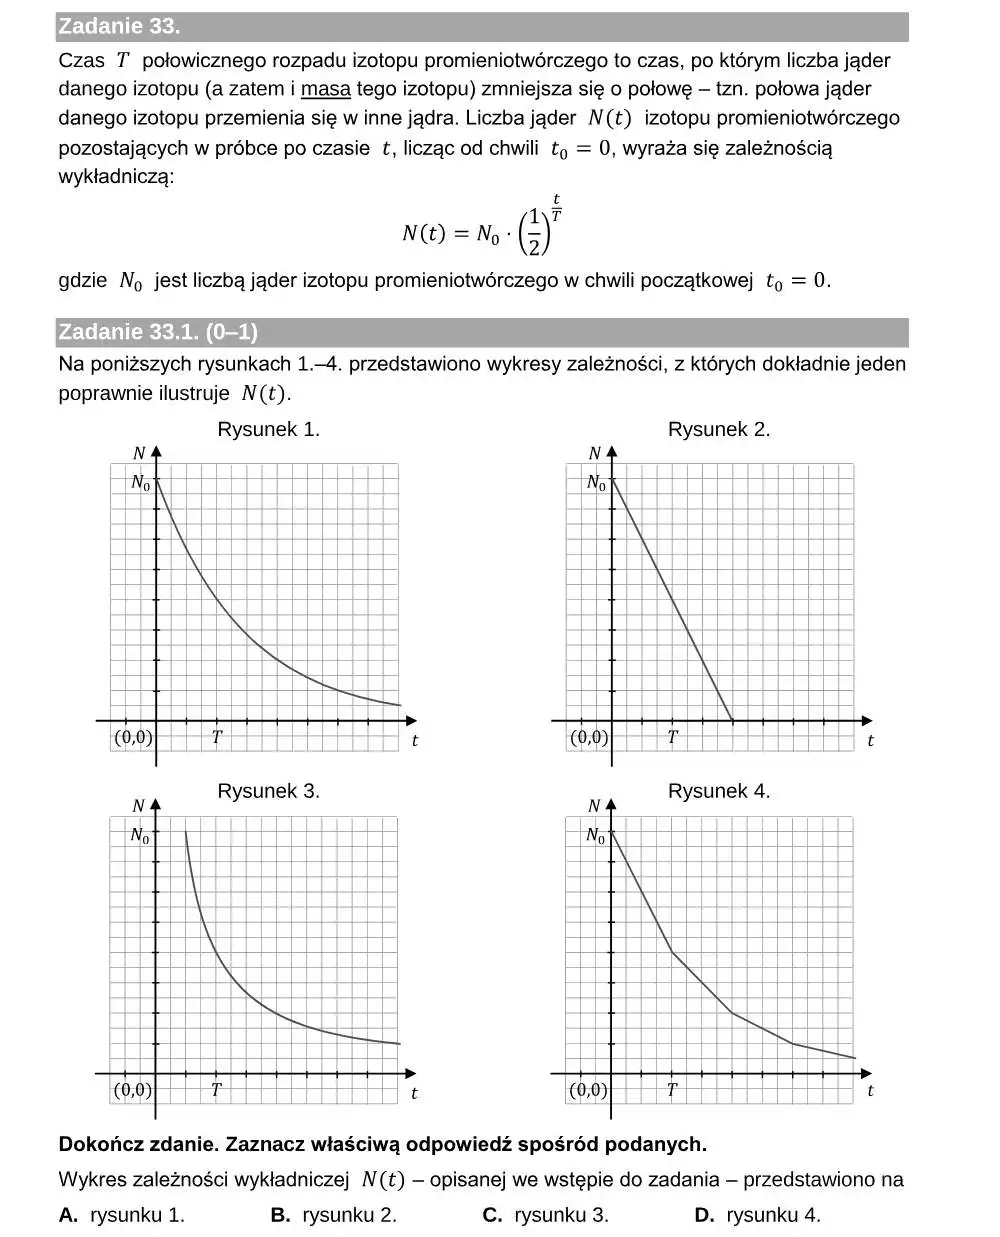 Zadanie 33.
Czas T połowicznego rozpadu izotopu promieniotwórczego to czas, po którym liczba jąder
danego izotopu (a zatem i masa tego izotopu) zmniejsza się o połowę – tzn. połowa jąder
danego izotopu przemienia się w inne jądra. Liczba jąder N(t) izotopu promieniotwórczego
pozostających w próbce po czasie t, licząc od chwili t₀ = 0, wyraża się zależnością
wykładniczą:
N(t) = N₀ · (1/2)^(t/T)
gdzie N₀ jest liczbą jąder izotopu promieniotwórczego w chwili początkowej t₀ = 0.
Zadanie 33.1. (0–1)
Na poniższych rysunkach 1.–4. przedstawiono wykresy zależności, z których dokładnie jeden
poprawnie ilustruje N(t).
Rysunek 1.
N
N₀
(0,0)
T
t
Rysunek 2.
N
N₀
(0,0)
T
t
Rysunek 3.
N
N₀
(0,0)
T
t
Rysunek 4.
N
N₀
(0,0)
T
t
Dokończ zdanie. Zaznacz właściwą odpowiedź spośród podanych.
Wykres zależności wykładniczej N(t) – opisanej we wstępie do zadania – przedstawiono na
A. rysunku 1. B. rysunku 2. C. rysunku 3. D. rysunku 4.